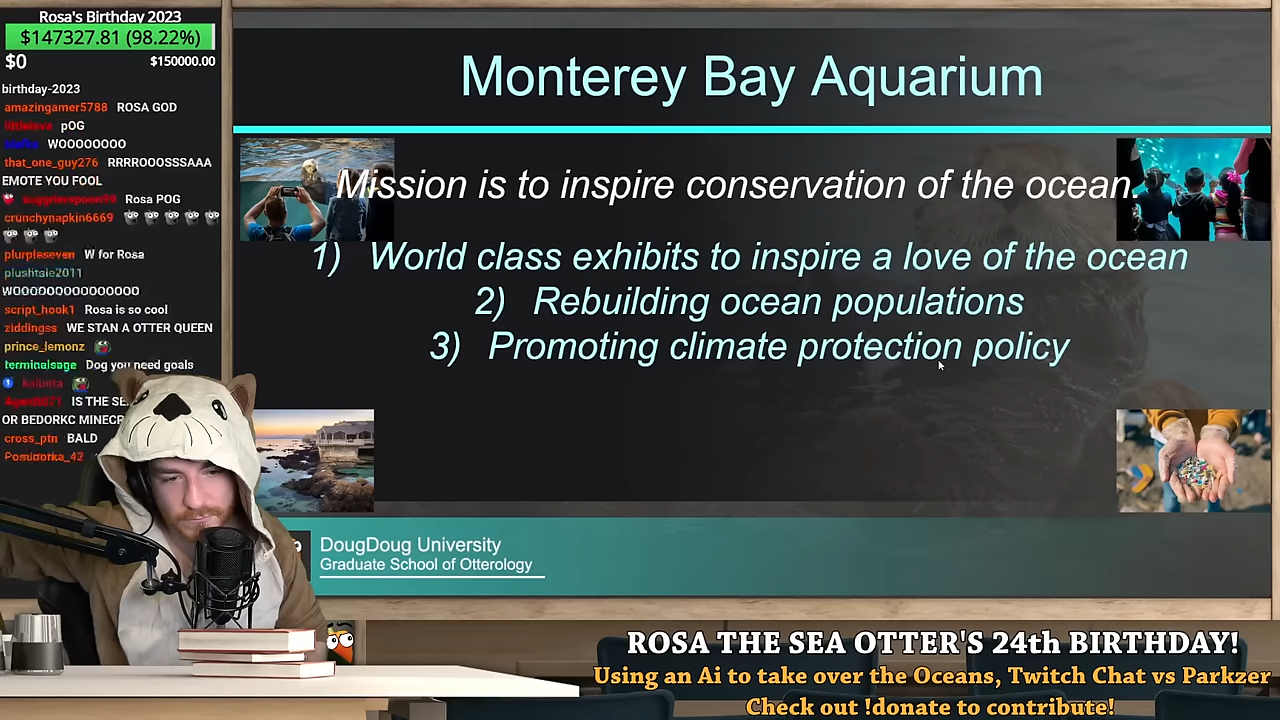 Rosa's Birthday 2023
$147327.81 (98.22%)
$0 $150000.00
birthday-2023
amazingamer5788 ROSA GOD
pOG
WOOOOOOOO
that_one_guy276 RRRROOOSSSAAA
EMOTE YOU FOOL
Rosa POG
crunchynapkin6669
plurpleseven W for Rosa
plushtaie2011
WOOOOOOOOOOOOOOO
script_hook1 Rosa is so cool
ziddingss WE STAN A OTTER QUEEN
prince_lemonz
terminalsage Dog you need goals
IS THE SE
OR BEDORKC MINECR
cross_ptn BALD
Monterey Bay Aquarium
Mission is to inspire conservation of the ocean.
1) World class exhibits to inspire a love of the ocean
2) Rebuilding ocean populations
3) Promoting climate protection policy
DougDoug University
Graduate School of Otterology
ROSA THE SEA OTTER'S 24th BIRTHDAY!
Using an Ai to take over the Oceans, Twitch Chat vs Parkzer
Check out !donate to contribute!